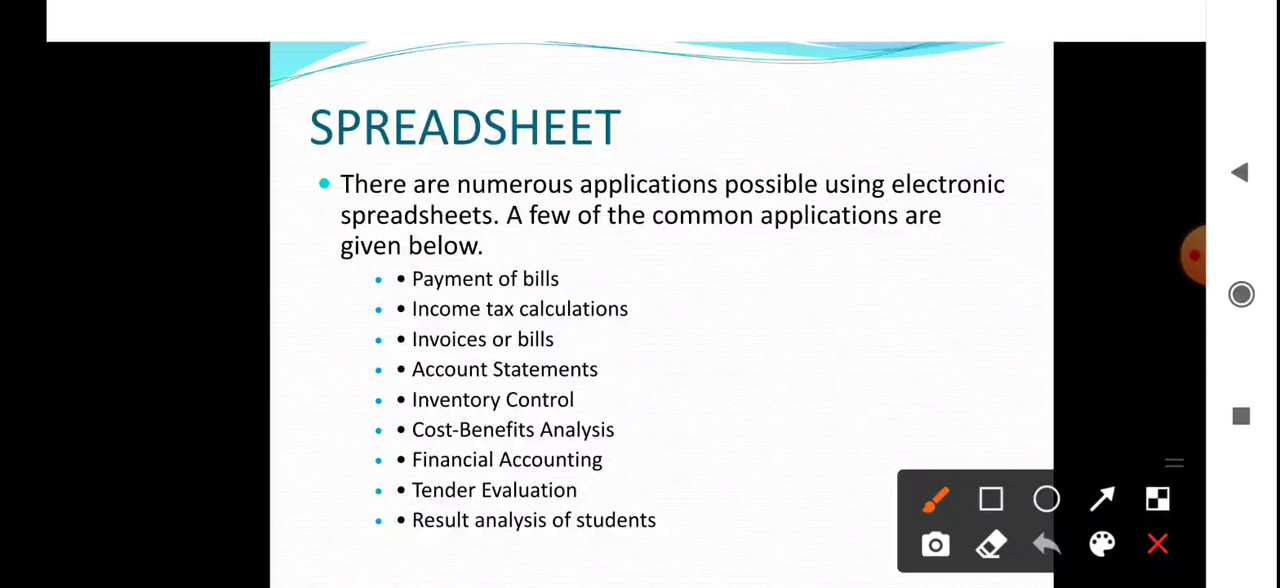 SPREADSHEET
• There are numerous applications possible using electronic
spreadsheets. A few of the common applications are
given below.
• • Payment of bills
• • Income tax calculations
• • Invoices or bills
• • Account Statements
• • Inventory Control
• • Cost-Benefits Analysis
• • Financial Accounting
• • Tender Evaluation
• • Result analysis of students